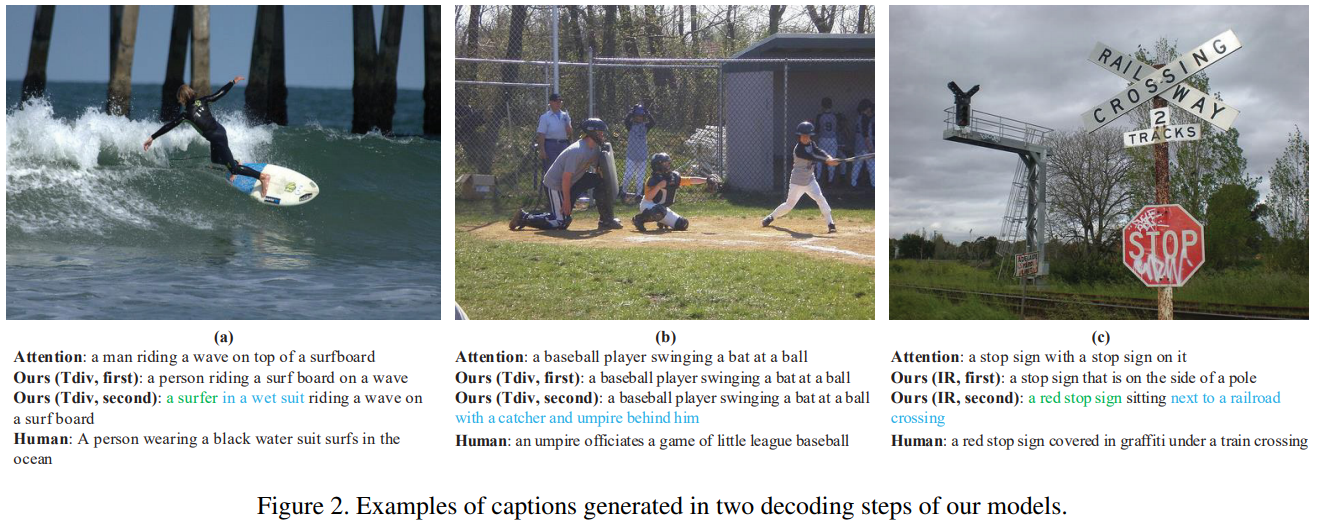 RAILWAY
CROSSING
2
TRACKS
STOP
(a)
Attention: a man riding a wave on top of a surfboard
Ours (Tdiv, first): a person riding a surf board on a wave
Ours (Tdiv, second): a surfer in a wet suit riding a wave on
a surf board
Human: A person wearing a black water suit surfs in the
ocean
(b)
Attention: a baseball player swinging a bat at a ball
Ours (Tdiv, first): a baseball player swinging a bat at a ball
Ours (Tdiv, second): a baseball player swinging a bat at a ball
with a catcher and umpire behind him
Human: an umpire officiates a game of little league baseball
(c)
Attention: a stop sign with a stop sign on it
Ours (IR, first): a stop sign that is on the side of a pole
Ours (IR, second): a red stop sign sitting next to a railroad
crossing
Human: a red stop sign covered in graffiti under a train crossing
Figure 2. Examples of captions generated in two decoding steps of our models.